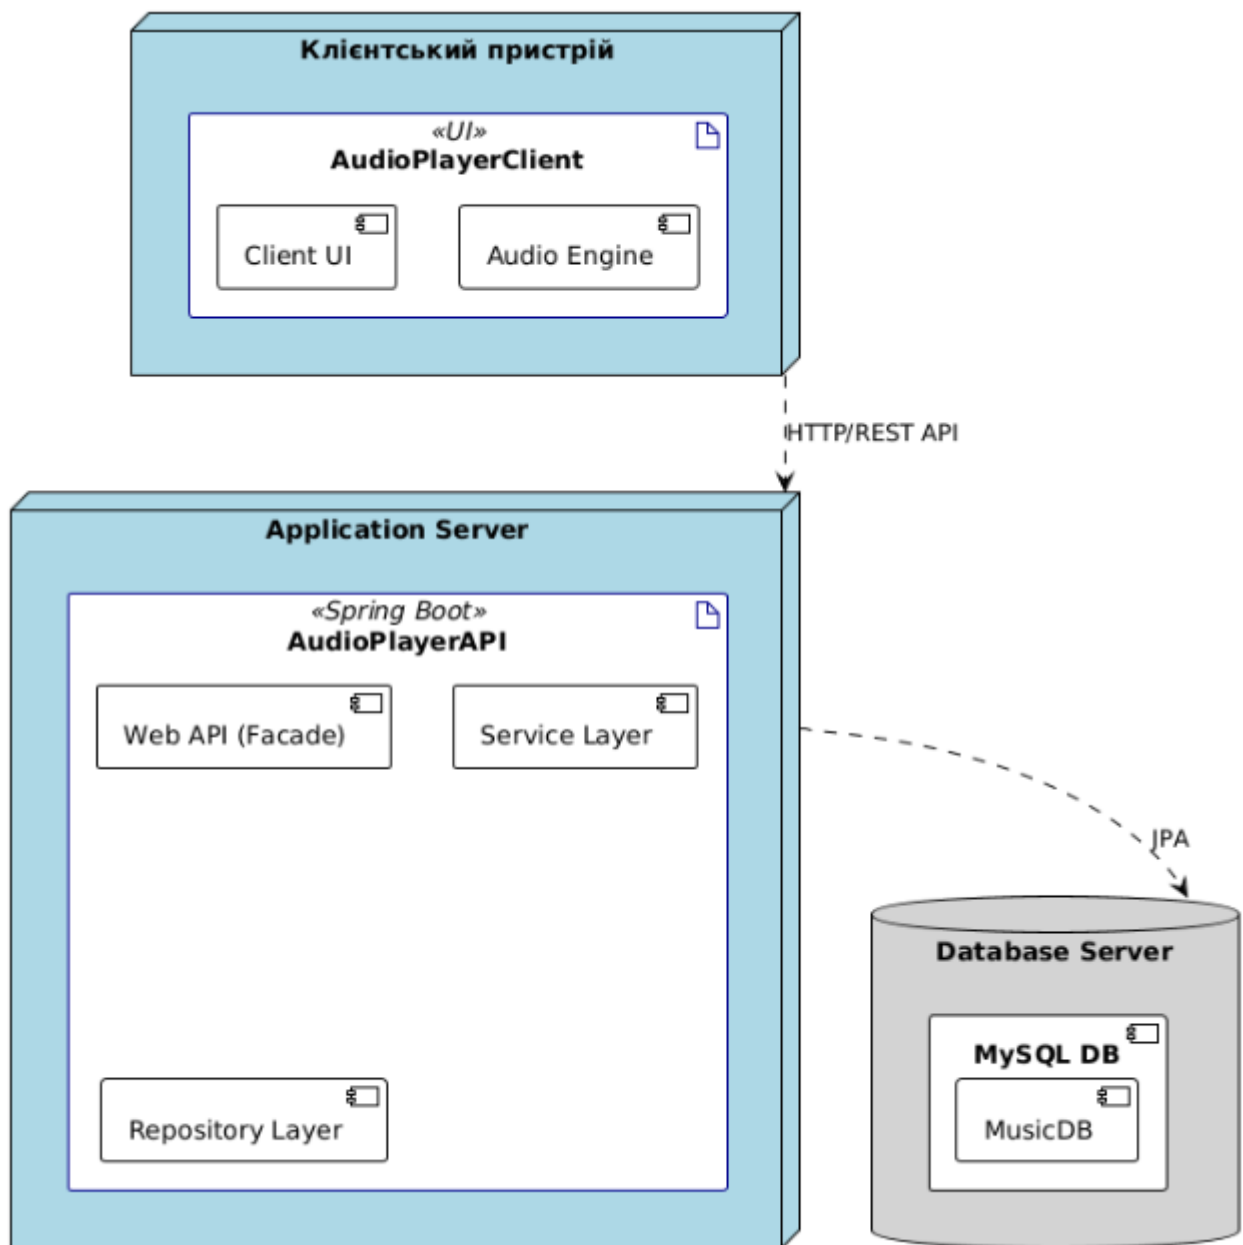 Клієнтський пристрій
«UI»
AudioPlayerClient
Client UI
Audio Engine
HTTP/REST API
Application Server
«Spring Boot»
AudioPlayerAPI
Web API (Facade)
Service Layer
JPA
Database Server
MySQL DB
MusicDB
Repository Layer